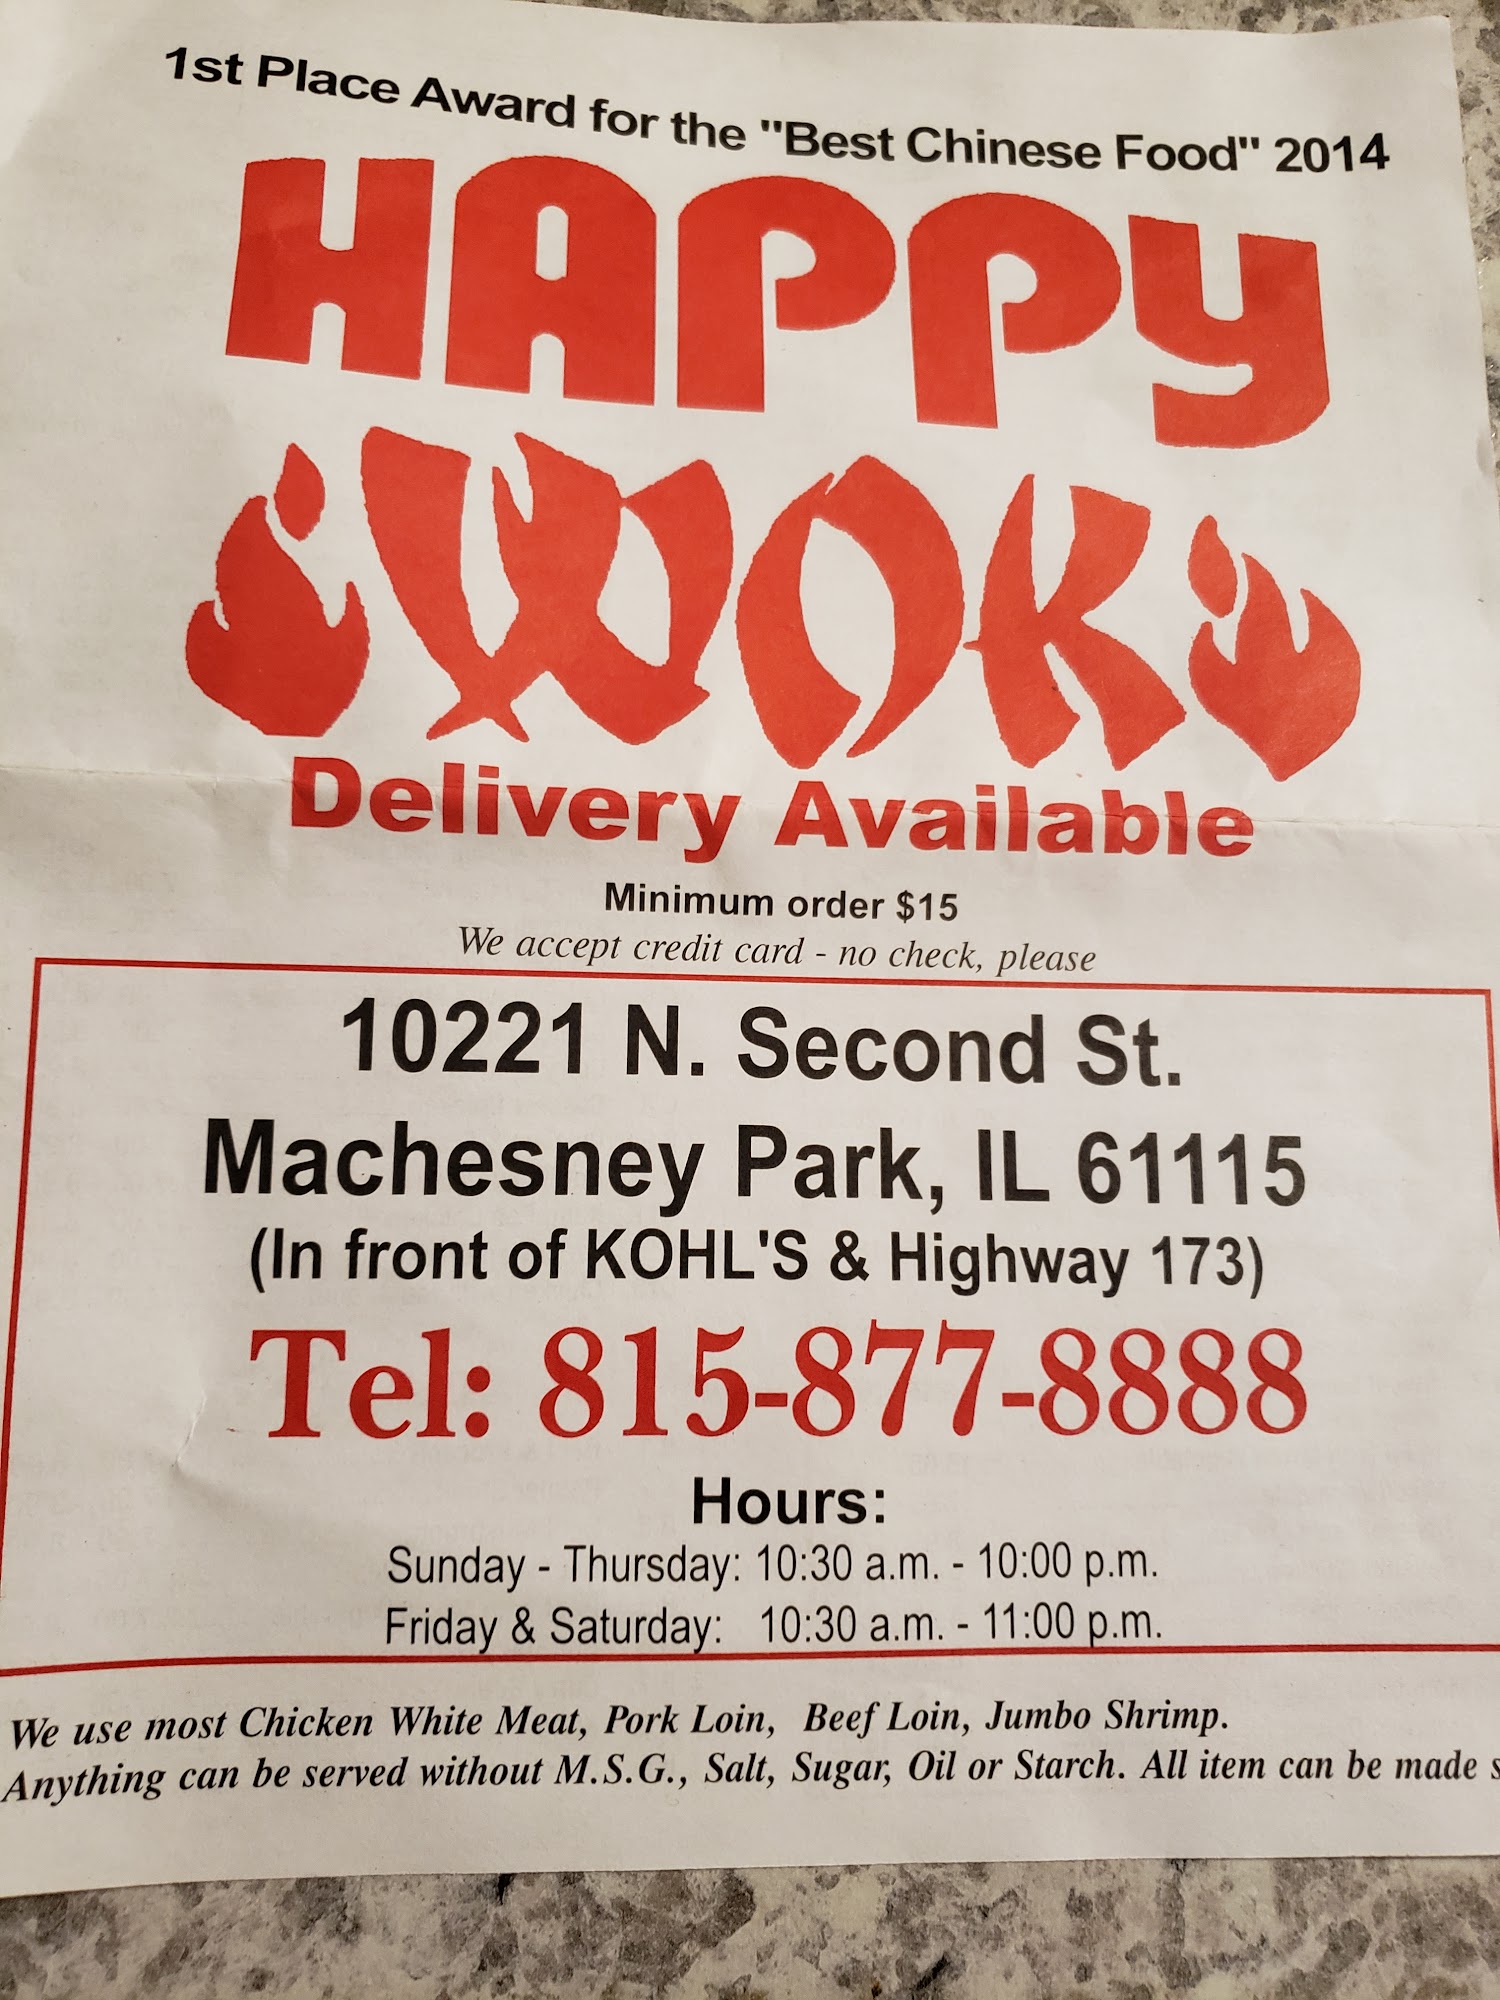 1st Place Award for the "Best Chinese Food" 2014
HAPPY
WOK
Delivery Available
Minimum order $15
We accept credit card - no check, please
10221 N. Second St.
Machesney Park, IL 61115
(In front of KOHL'S & Highway 173)
Tel: 815-877-8888
Hours:
Sunday - Thursday: 10:30 a.m. - 10:00 p.m.
Friday & Saturday: 10:30 a.m. - 11:00 p.m.
We use most Chicken White Meat, Pork Loin, Beef Loin, Jumbo Shrimp.
Anything can be served without M.S.G., Salt, Sugar, Oil or Starch. All item can be made